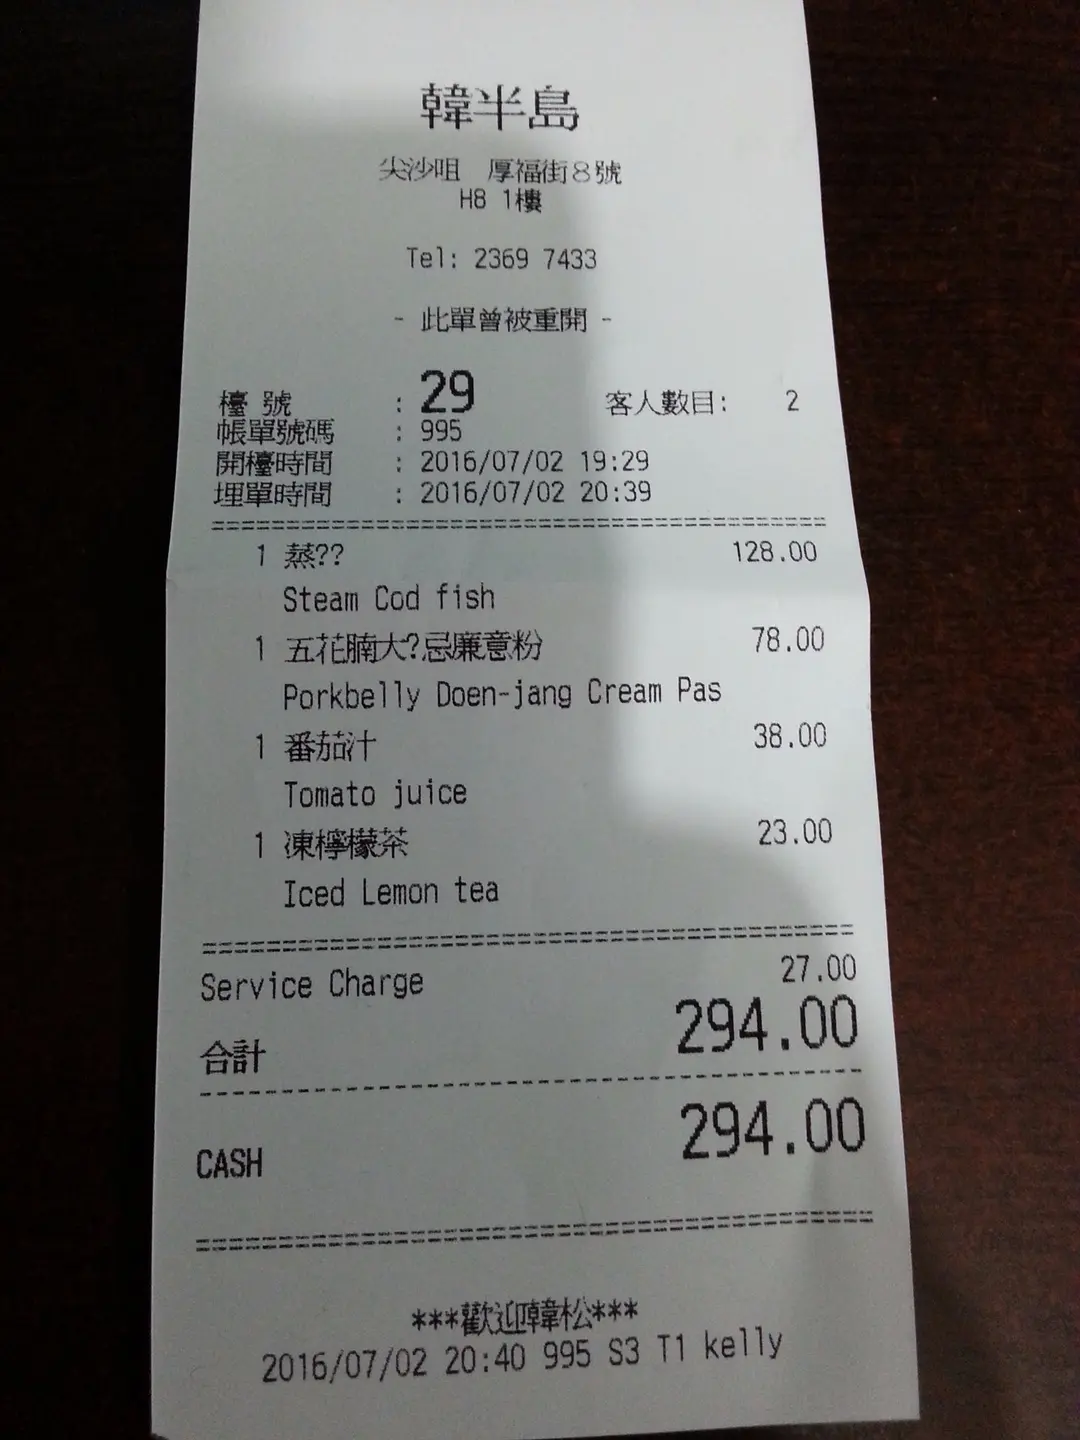 韓半島
尖沙咀 厚福街8號
H8 1樓
Tel: 2369 7433
- 此單曾被重開 -
檯 號 : 29 客人數目: 2
帳單號碼 : 995
開檯時間 : 2016/07/02 19:29
埋單時間 : 2016/07/02 20:39
1 蒸?? 128.00
Steam Cod fish
1 五花腩大?忌廉意粉 78.00
Porkbelly Doen-jang Cream Pas
1 番茄汁 38.00
Tomato juice
1 凍檸檬茶 23.00
Iced Lemon tea
Service Charge 27.00
合計 294.00
CASH 294.00
***歡迎韓松***
2016/07/02 20:40 995 S3 T1 kelly